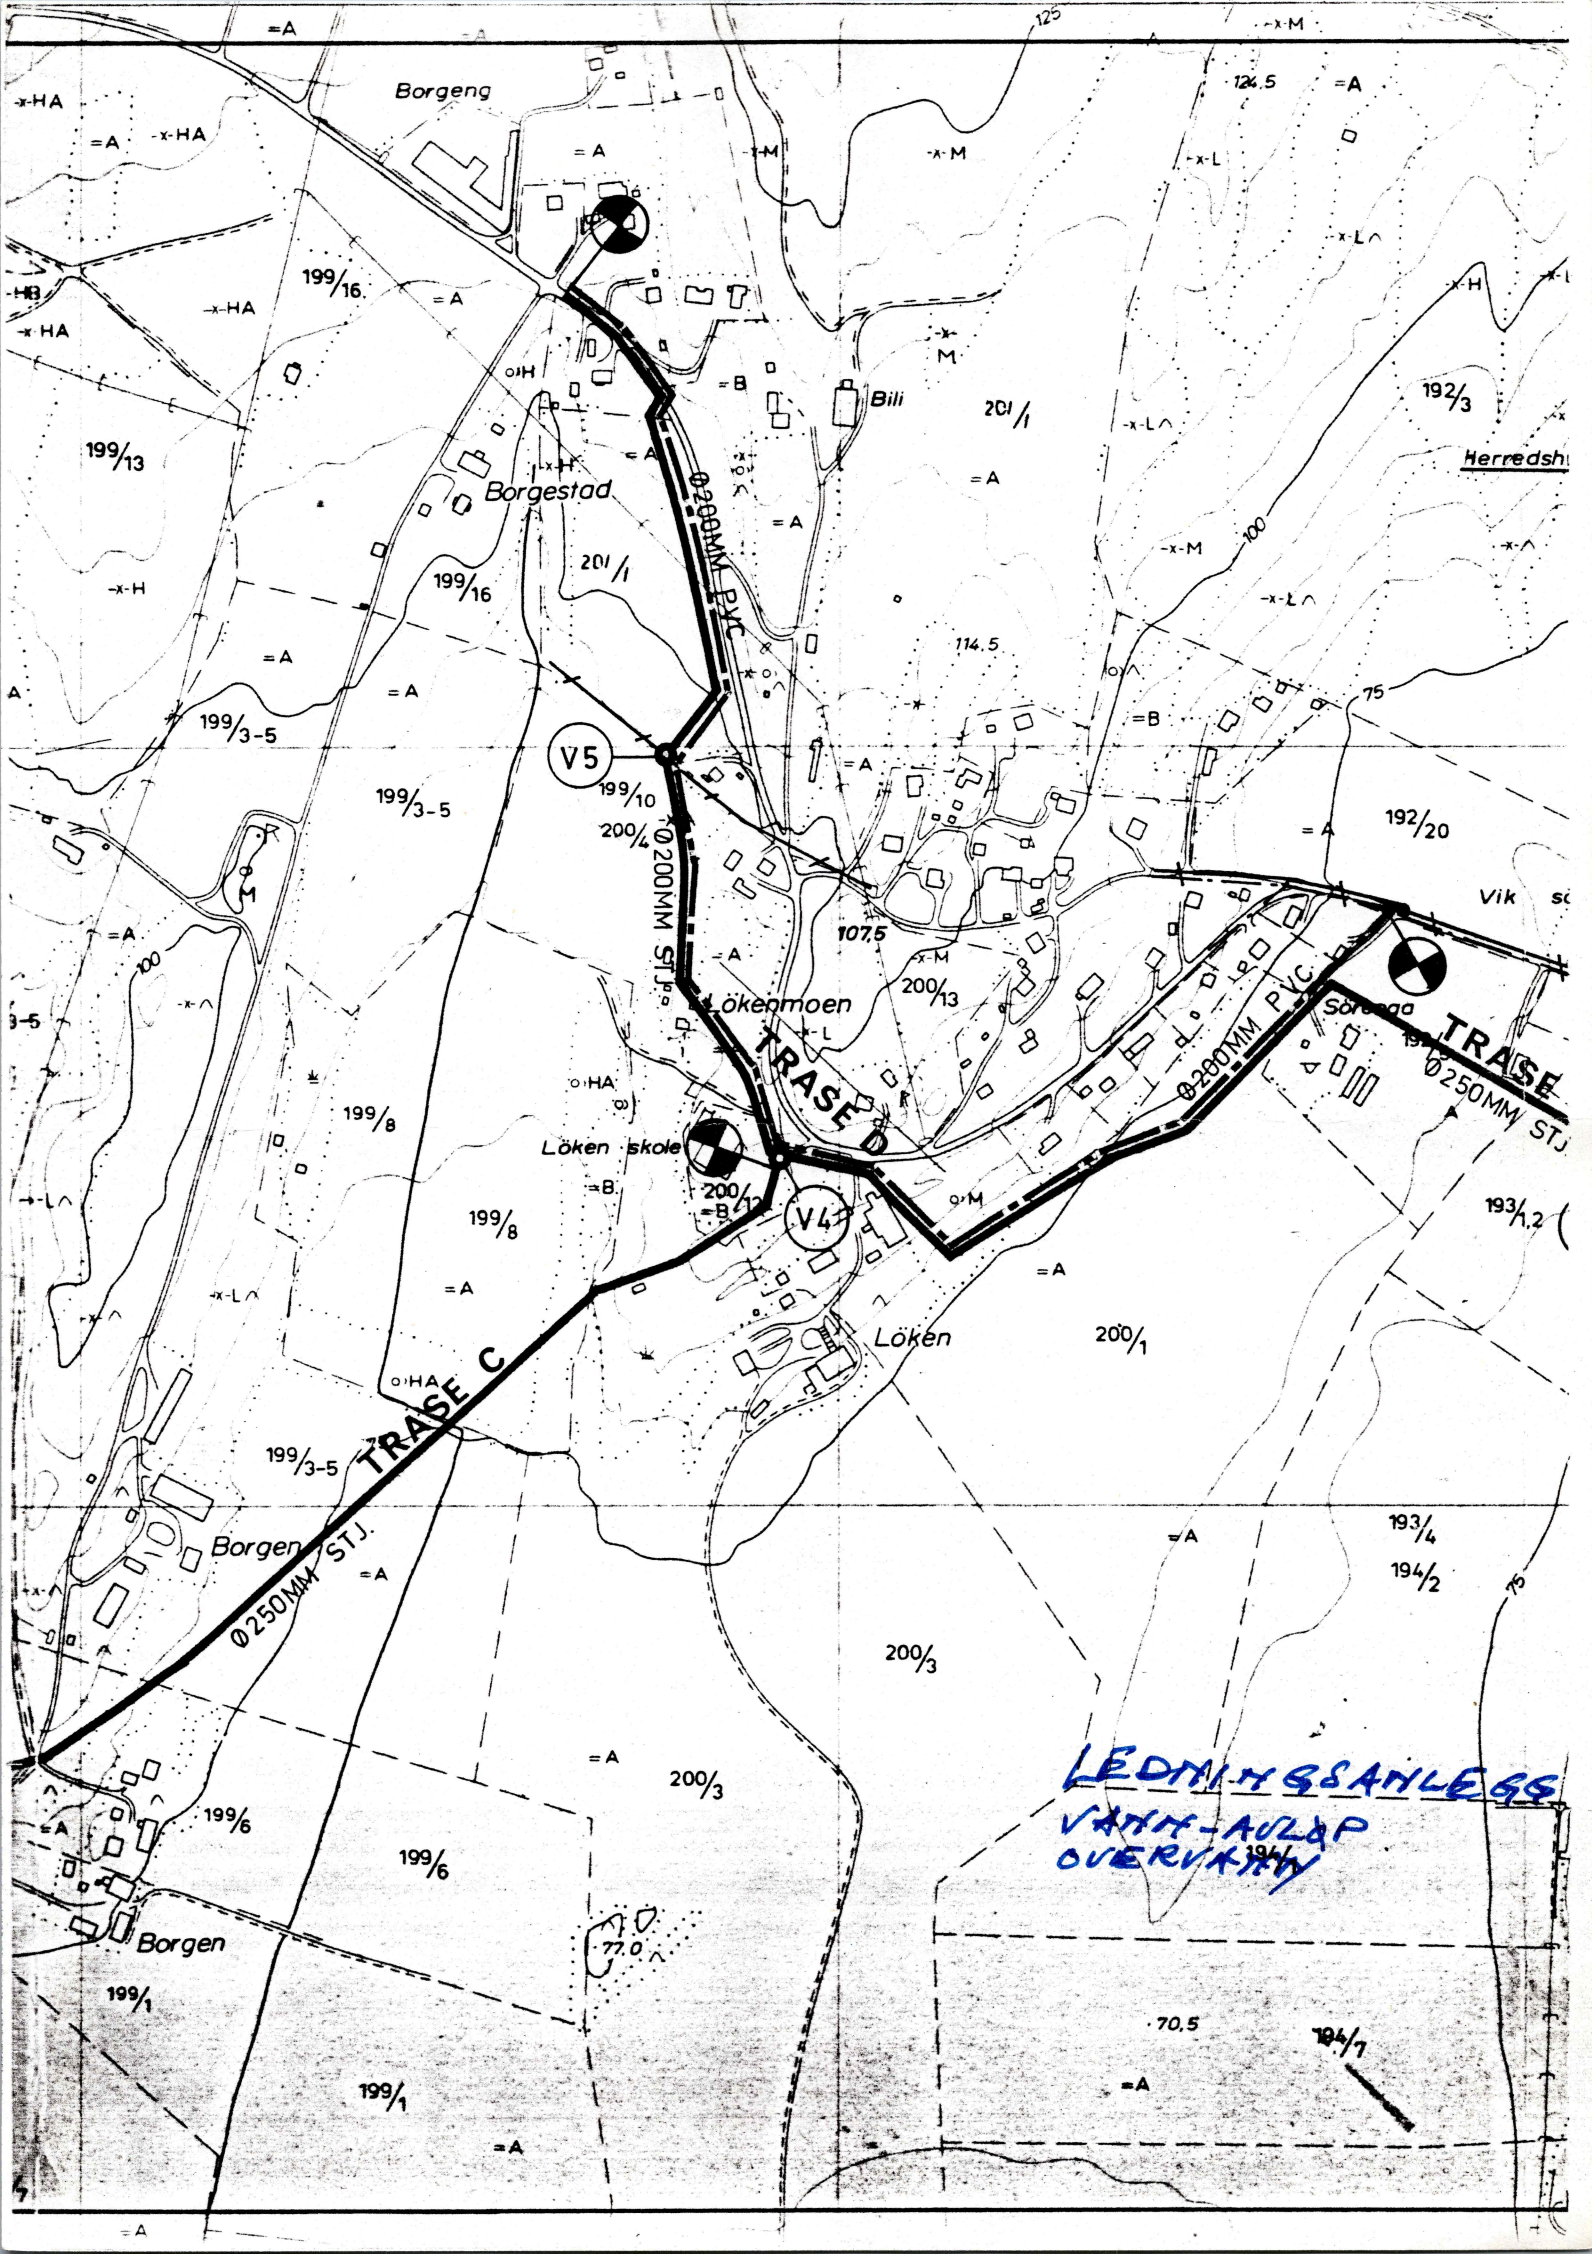 =A
125
-x-M
-x-HA
Borgeng
124.5
=A
=A
-x-HA
=A
-x-M
-x-M
-x-L
-x-L
199/16
=A
-x-H
-x-HA
-x-HA
-x-M
o)H
=B
Bili
201/1
192/3
-x-L
199/13
=A
Herredsh
-x-H
Borgestad
=A
Ø200MM PVC
=A
100
-x-M
201/1
199/16
-x-H
-x-L
114.5
=A
=A
75
199/3-5
=B
V5
=A
199/10
199/3-5
200/4
192/20
=A
Ø200MM STJ.
Vik
=A
107,5
100
=A
-x-M
200/13
Lökenmoen
Sörenga
-x-L
TRASE D
Ø200MM PVC
TRASE
Ø250MM STJ
o)HA
199/8
Löken skole
=B
200/12
=B
V4
o)M
193/1,2
199/8
=A
=A
-x-L
Löken
200/1
o)HA
TRASE C
199/3-5
193/4
=A
194/2
Borgen
Ø250MM STJ.
=A
75
200/3
=A
200/3
LEDNINGSANLEGG
VANN-AVLØP
OVERVANN
199/6
=A
199/6
77.0
Borgen
199/1
70,5
194/7
199/1
=A
=A
=A